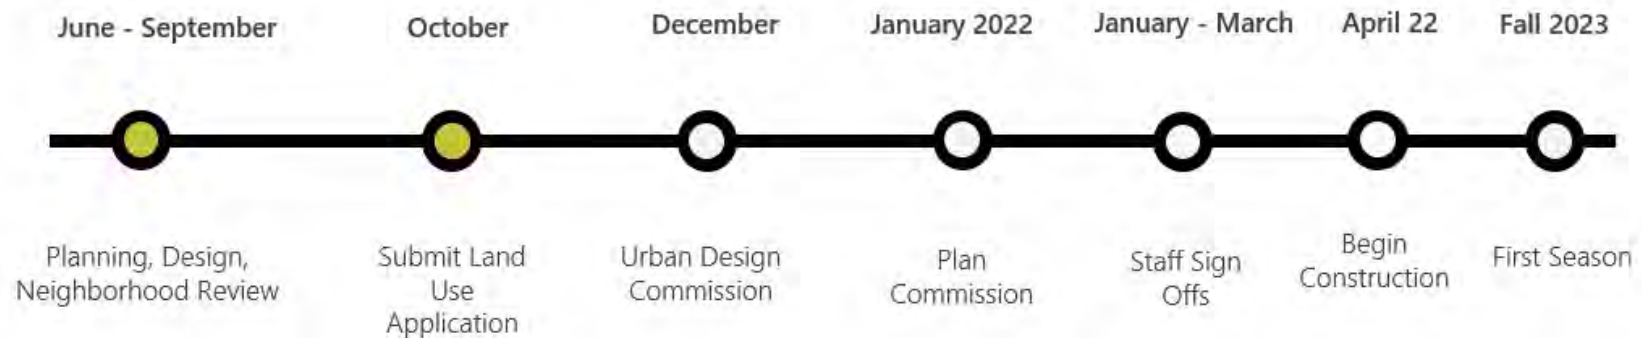 June - September
October
December
January 2022
January - March
April 22
Fall 2023
Planning, Design,
Neighborhood Review
Submit Land
Use
Application
Urban Design
Commission
Plan
Commission
Staff Sign
Offs
Begin
Construction
First Season